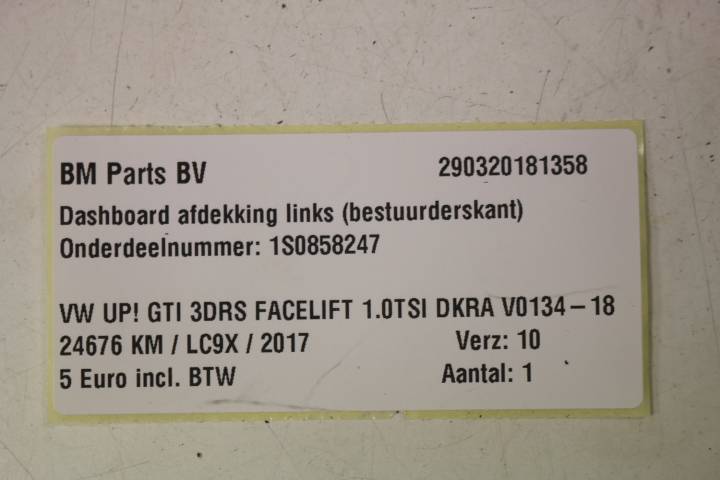 BM Parts BV 290320181358
Dashboard afdekking links (bestuurderskant)
Onderdeelnummer: 1S0858247
VW UP! GTI 3DRS FACELIFT 1.0TSI DKRA V0134-18
24676 KM / LC9X / 2017 Verz: 10
5 Euro incl. BTW Aantal: 1